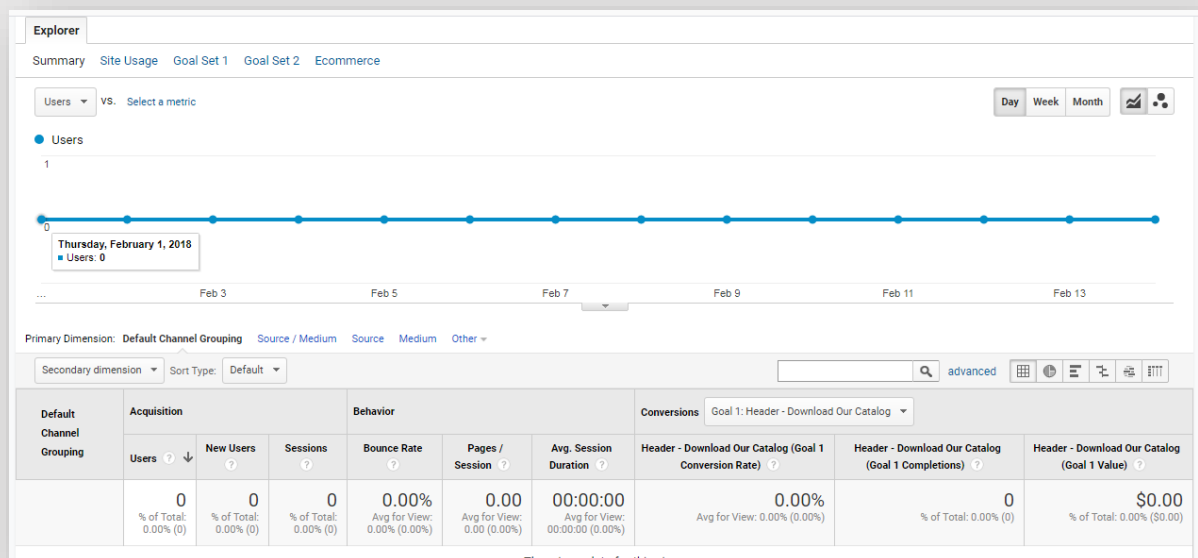 Explorer
Summary Site Usage Goal Set 1 Goal Set 2 Ecommerce
Users VS. Select a metric Day Week Month
Users
1
0
Thursday, February 1, 2018
Users: 0
... Feb 3 Feb 5 Feb 7 Feb 9 Feb 11 Feb 13
Primary Dimension: Default Channel Grouping Source / Medium Source Medium Other
Secondary dimension Sort Type: Default advanced
Default Channel Grouping
Acquisition Behavior Conversions Goal 1: Header - Download Our Catalog
Users ? New Users ? Sessions ? Bounce Rate ? Pages / Session ? Avg. Session Duration ? Header - Download Our Catalog (Goal 1 Conversion Rate) ? Header - Download Our Catalog (Goal 1 Completions) ? Header - Download Our Catalog (Goal 1 Value) ?
0 0 0 0.00% 0.00 00:00:00 0.00% 0 $0.00
% of Total: 0.00% (0) % of Total: 0.00% (0) % of Total: 0.00% (0) Avg for View: 0.00% (0.00%) Avg for View: 0.00 (0.00%) Avg for View: 00:00:00 (0.00%) Avg for View: 0.00% (0.00%) % of Total: 0.00% (0) % of Total: 0.00% ($0.00)